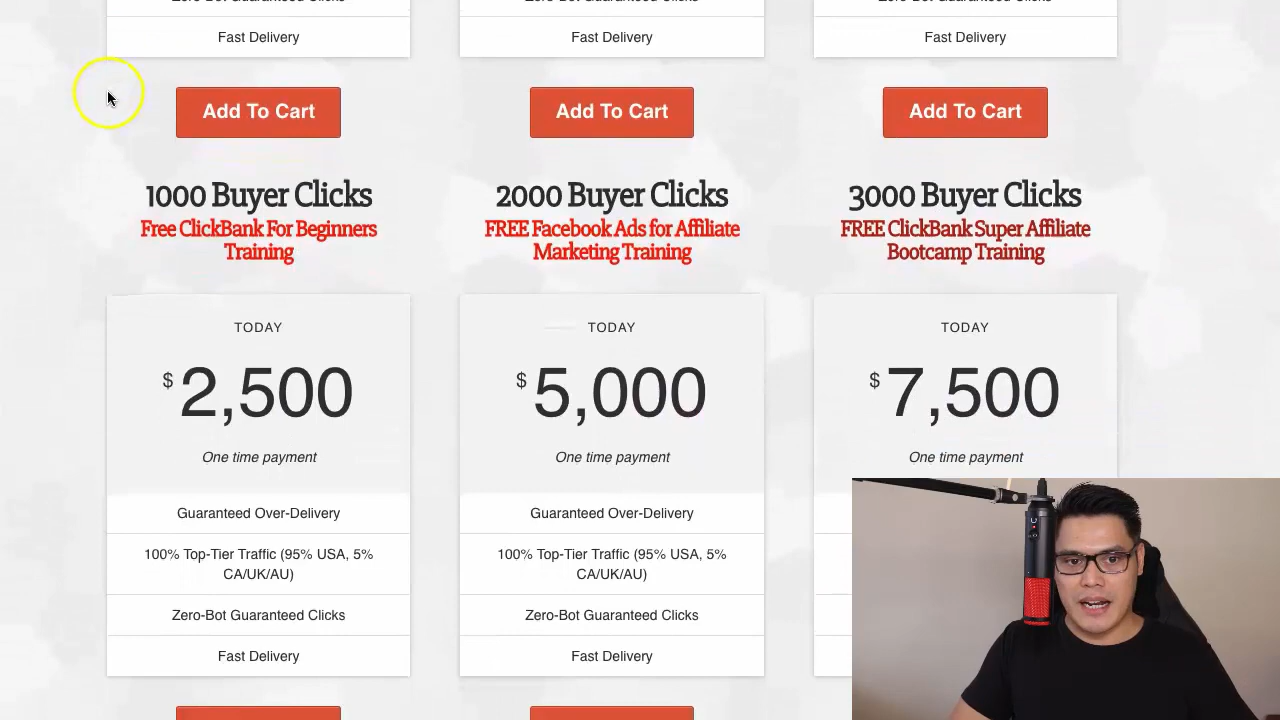 Fast Delivery
Fast Delivery
Fast Delivery
Add To Cart
Add To Cart
Add To Cart
1000 Buyer Clicks
Free ClickBank For Beginners
Training
2000 Buyer Clicks
FREE Facebook Ads for Affiliate
Marketing Training
3000 Buyer Clicks
FREE ClickBank Super Affiliate
Bootcamp Training
TODAY
$2,500
One time payment
Guaranteed Over-Delivery
100% Top-Tier Traffic (95% USA, 5%
CA/UK/AU)
Zero-Bot Guaranteed Clicks
Fast Delivery
TODAY
$5,000
One time payment
Guaranteed Over-Delivery
100% Top-Tier Traffic (95% USA, 5%
CA/UK/AU)
Zero-Bot Guaranteed Clicks
Fast Delivery
TODAY
$7,500
One time payment